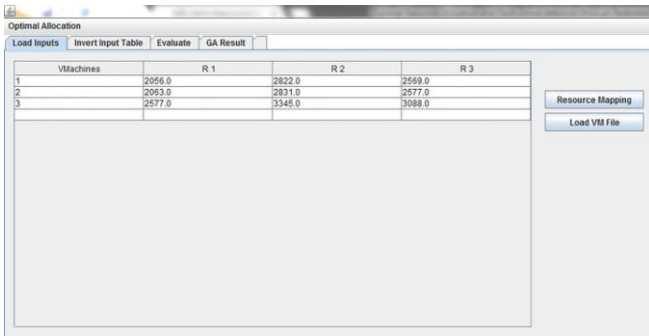 Optimal Allocation
Load Inputs Invert Input Table Evaluate GA Result
VMachines R 1 R 2 R 3
1 2056.0 2822.0 2569.0
2 2063.0 2831.0 2577.0
3 2577.0 3345.0 3088.0
Resource Mapping
Load VM File